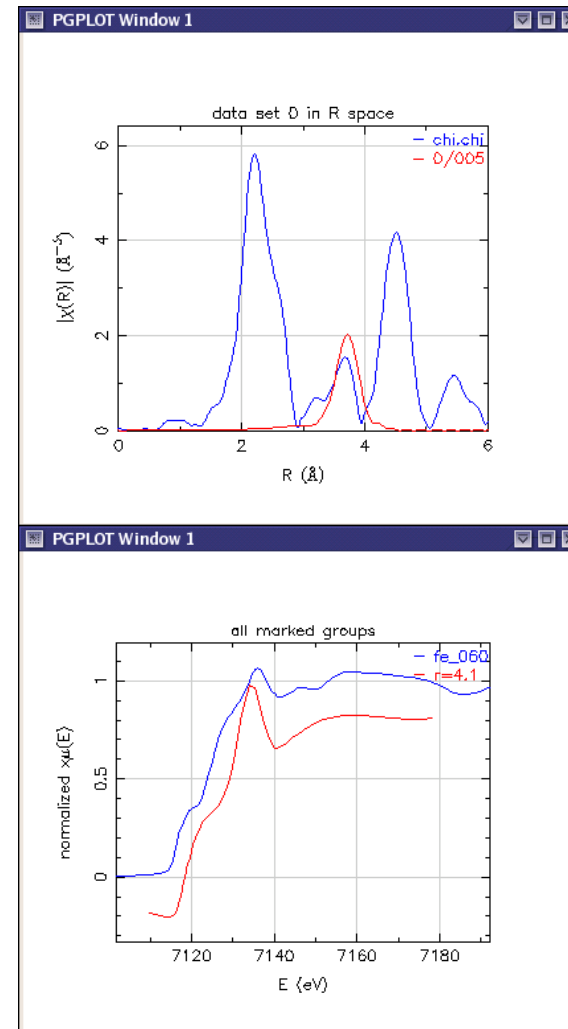 PGPLOT Window 1
data set 0 in R space
chi.chi
0/005
6
4
2
0
|χ(R)| (Å⁻³)
0
2
4
6
R (Å)
PGPLOT Window 1
all marked groups
fe_060
r=4.1
1
0.5
0
normalized xμ(E)
7120
7140
7160
7180
E (eV)